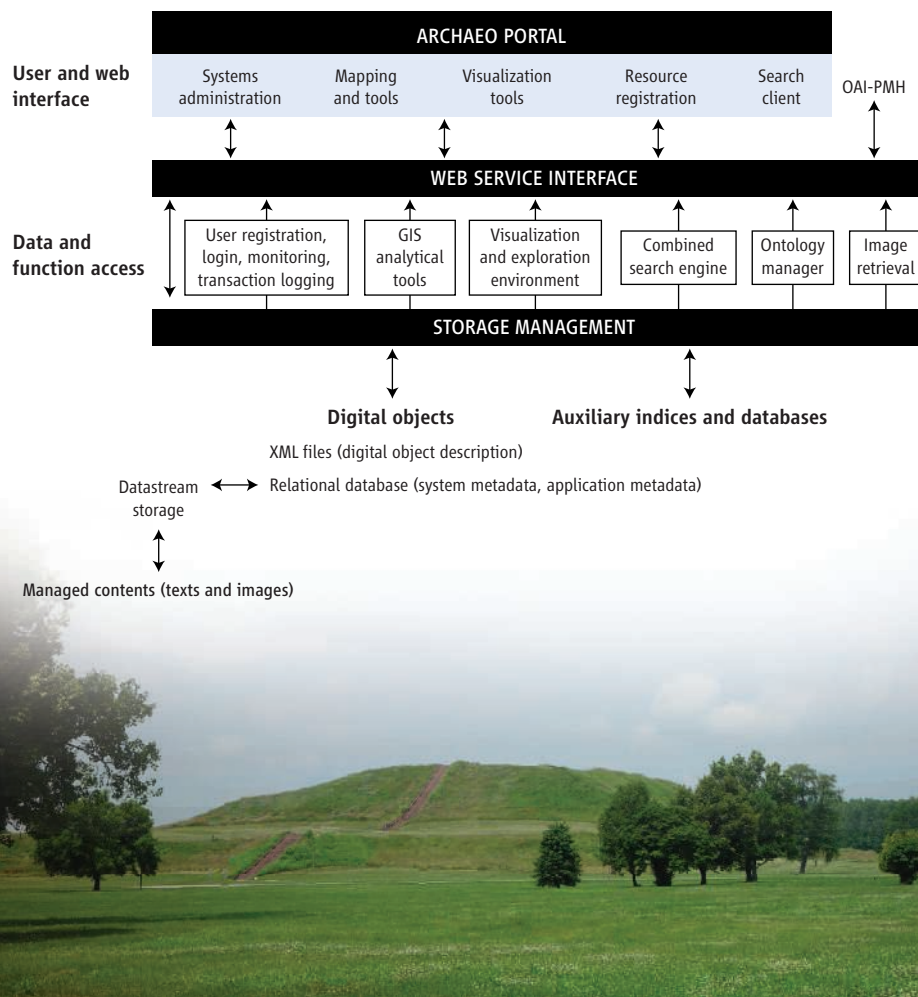 ARCHAEO PORTAL
User and web
interface
Systems
administration
Mapping
and tools
Visualization
tools
Resource
registration
Search
client
OAI-PMH
WEB SERVICE INTERFACE
Data and
function access
User registration,
login, monitoring,
transaction logging
GIS
analytical
tools
Visualization
and exploration
environment
Combined
search engine
Ontology
manager
Image
retrieval
STORAGE MANAGEMENT
Digital objects
Auxiliary indices and databases
XML files (digital object description)
Datastream
storage
Relational database (system metadata, application metadata)
Managed contents (texts and images)